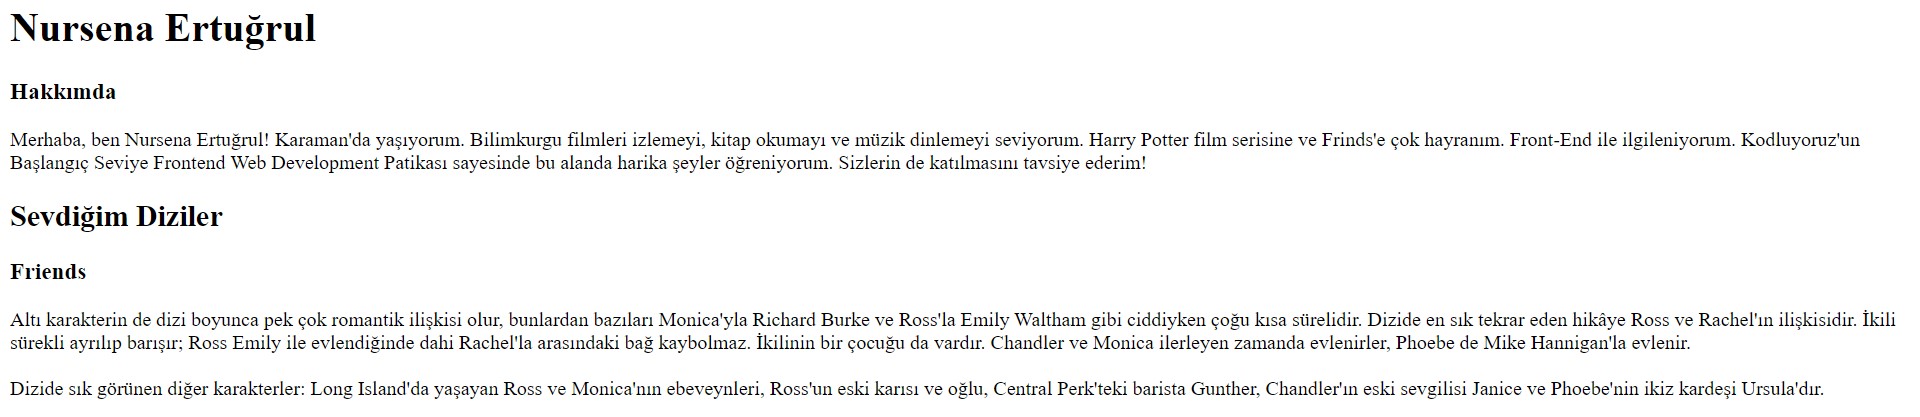 Nursena Ertuğrul
Hakkımda
Merhaba, ben Nursena Ertuğrul! Karaman'da yaşıyorum. Bilimkurgu filmleri izlemeyi, kitap okumayı ve müzik dinlemeyi seviyorum. Harry Potter film serisine ve Frinds'e çok hayranım. Front-End ile ilgileniyorum. Kodluyoruz'un
Başlangıç Seviye Frontend Web Development Patikası sayesinde bu alanda harika şeyler öğreniyorum. Sizlerin de katılmasını tavsiye ederim!
Sevdiğim Diziler
Friends
Altı karakterin de dizi boyunca pek çok romantik ilişkisi olur, bunlardan bazıları Monica'yla Richard Burke ve Ross'la Emily Waltham gibi ciddiyken çoğu kısa sürelidir. Dizide en sık tekrar eden hikâye Ross ve Rachel'ın ilişkisidir. İkili
sürekli ayrılıp barışır; Ross Emily ile evlendiğinde dahi Rachel'la arasındaki bağ kaybolmaz. İkilinin bir çocuğu da vardır. Chandler ve Monica ilerleyen zamanda evlenirler, Phoebe de Mike Hannigan'la evlenir.
Dizide sık görünen diğer karakterler: Long Island'da yaşayan Ross ve Monica'nın ebeveynleri, Ross'un eski karısı ve oğlu, Central Perk'teki barista Gunther, Chandler'ın eski sevgilisi Janice ve Phoebe'nin ikiz kardeşi Ursula'dır.